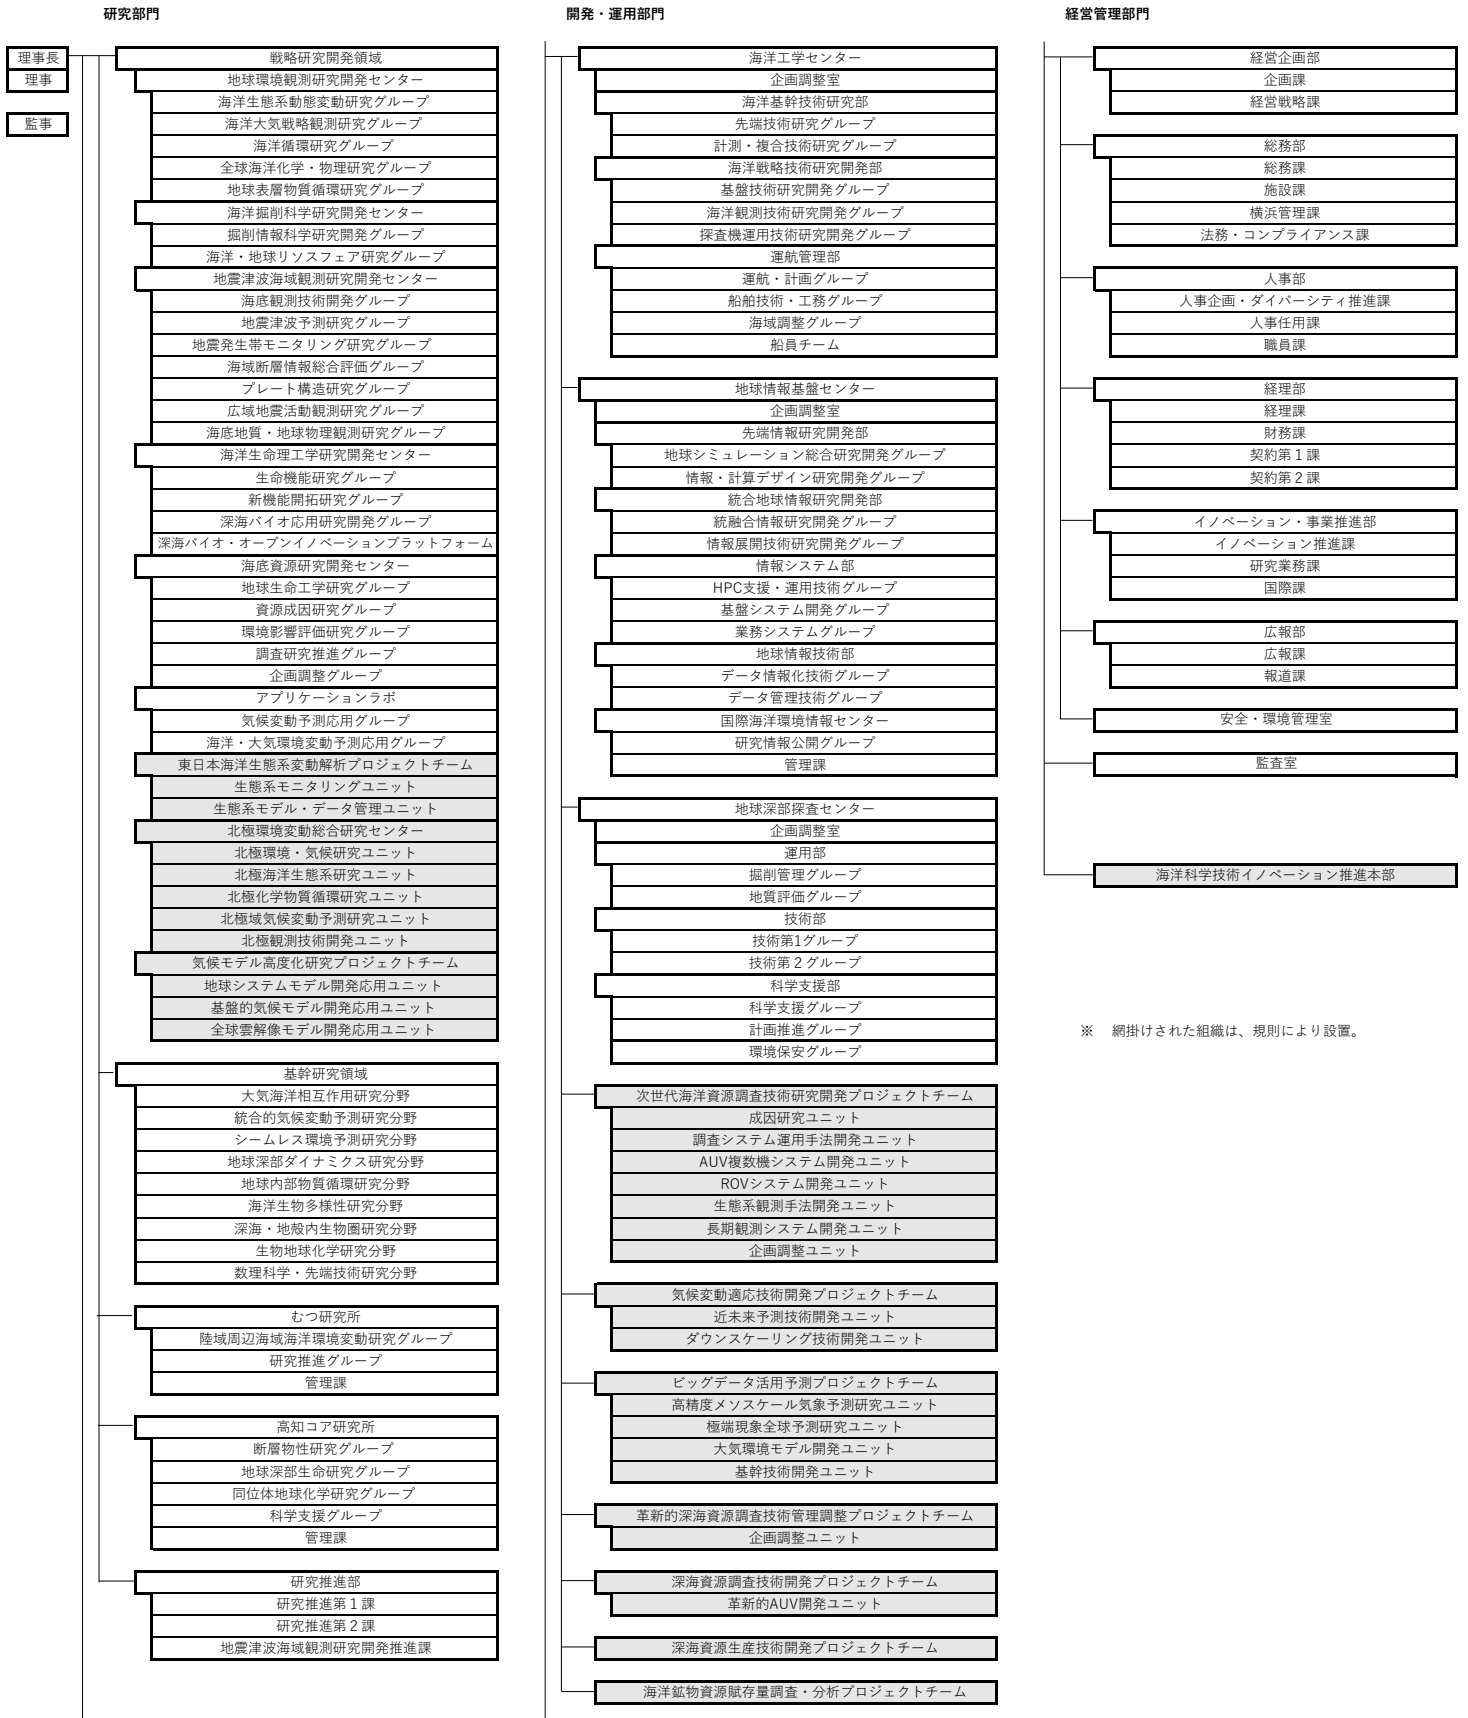 研究部門
理事長
理事
監事
戦略研究開発領域
地球環境観測研究開発センター
海洋生態系動態変動研究グループ
海洋大気戦略観測研究グループ
海洋循環研究グループ
全球海洋化学・物理研究グループ
地球表層物質循環研究グループ
海洋掘削科学研究開発センター
掘削情報科学研究開発グループ
海洋・地球リソスフェア研究グループ
地震津波海域観測研究開発センター
海底観測技術開発グループ
地震津波予測研究グループ
地震発生帯モニタリング研究グループ
海域断層情報総合評価グループ
プレート構造研究グループ
広域地震活動観測研究グループ
海底地質・地球物理観測研究グループ
海洋生命理工学研究開発センター
生命機能研究グループ
新機能開拓研究グループ
深海バイオ応用研究開発グループ
深海バイオ・オープンイノベーションプラットフォーム
海底資源研究開発センター
地球生命工学研究グループ
資源成因研究グループ
環境影響評価研究グループ
調査研究推進グループ
企画調整グループ
アプリケーションラボ
気候変動予測応用グループ
海洋・大気環境変動予測応用グループ
東日本海洋生態系変動解析プロジェクトチーム
生態系モニタリングユニット
生態系モデル・データ管理ユニット
北極環境変動総合研究センター
北極環境・気候研究ユニット
北極海洋生態系研究ユニット
北極化学物質循環研究ユニット
北極域気候変動予測研究ユニット
北極観測技術開発ユニット
気候モデル高度化研究プロジェクトチーム
地球システムモデル開発応用ユニット
基盤的気候モデル開発応用ユニット
全球雲解像モデル開発応用ユニット
基幹研究領域
大気海洋相互作用研究分野
統合的気候変動予測研究分野
シームレス環境予測研究分野
地球深部ダイナミクス研究分野
地球内部物質循環研究分野
海洋生物多様性研究分野
深海・地殻内生物圏研究分野
生物地球化学研究分野
数理科学・先端技術研究分野
むつ研究所
陸域周辺海域海洋環境変動研究グループ
研究推進グループ
管理課
高知コア研究所
断層物性研究グループ
地球深部生命研究グループ
同位体地球化学研究グループ
科学支援グループ
管理課
研究推進部
研究推進第１課
研究推進第２課
地震津波海域観測研究開発推進課
開発・運用部門
海洋工学センター
企画調整室
海洋基幹技術研究部
先端技術研究グループ
計測・複合技術研究グループ
海洋戦略技術研究開発部
基盤技術研究開発グループ
海洋観測技術研究開発グループ
探査機運用技術研究開発グループ
運航管理部
運航・計画グループ
船舶技術・工務グループ
海域調整グループ
船員チーム
地球情報基盤センター
企画調整室
先端情報研究開発部
地球シミュレーション総合研究開発グループ
情報・計算デザイン研究開発グループ
統合地球情報研究開発部
統融合情報研究開発グループ
情報展開技術研究開発グループ
情報システム部
HPC支援・運用技術グループ
基盤システム開発グループ
業務システムグループ
地球情報技術部
データ情報化技術グループ
データ管理技術グループ
国際海洋環境情報センター
研究情報公開グループ
管理課
地球深部探査センター
企画調整室
運用部
掘削管理グループ
地質評価グループ
技術部
技術第1グループ
技術第２グループ
科学支援部
科学支援グループ
計画推進グループ
環境保安グループ
次世代海洋資源調査技術研究開発プロジェクトチーム
成因研究ユニット
調査システム運用手法開発ユニット
AUV複数機システム開発ユニット
ROVシステム開発ユニット
生態系観測手法開発ユニット
長期観測システム開発ユニット
企画調整ユニット
気候変動適応技術開発プロジェクトチーム
近未来予測技術開発ユニット
ダウンスケーリング技術開発ユニット
ビッグデータ活用予測プロジェクトチーム
高精度メソスケール気象予測研究ユニット
極端現象全球予測研究ユニット
大気環境モデル開発ユニット
基幹技術開発ユニット
革新的深海資源調査技術管理調整プロジェクトチーム
企画調整ユニット
深海資源調査技術開発プロジェクトチーム
革新的AUV開発ユニット
深海資源生産技術開発プロジェクトチーム
海洋鉱物資源賦存量調査・分析プロジェクトチーム
経営管理部門
経営企画部
企画課
経営戦略課
総務部
総務課
施設課
横浜管理課
法務・コンプライアンス課
人事部
人事企画・ダイバーシティ推進課
人事任用課
職員課
経理部
経理課
財務課
契約第１課
契約第２課
イノベーション・事業推進部
イノベーション推進課
研究業務課
国際課
広報部
広報課
報道課
安全・環境管理室
監査室
海洋科学技術イノベーション推進本部
※　網掛けされた組織は、規則により設置。